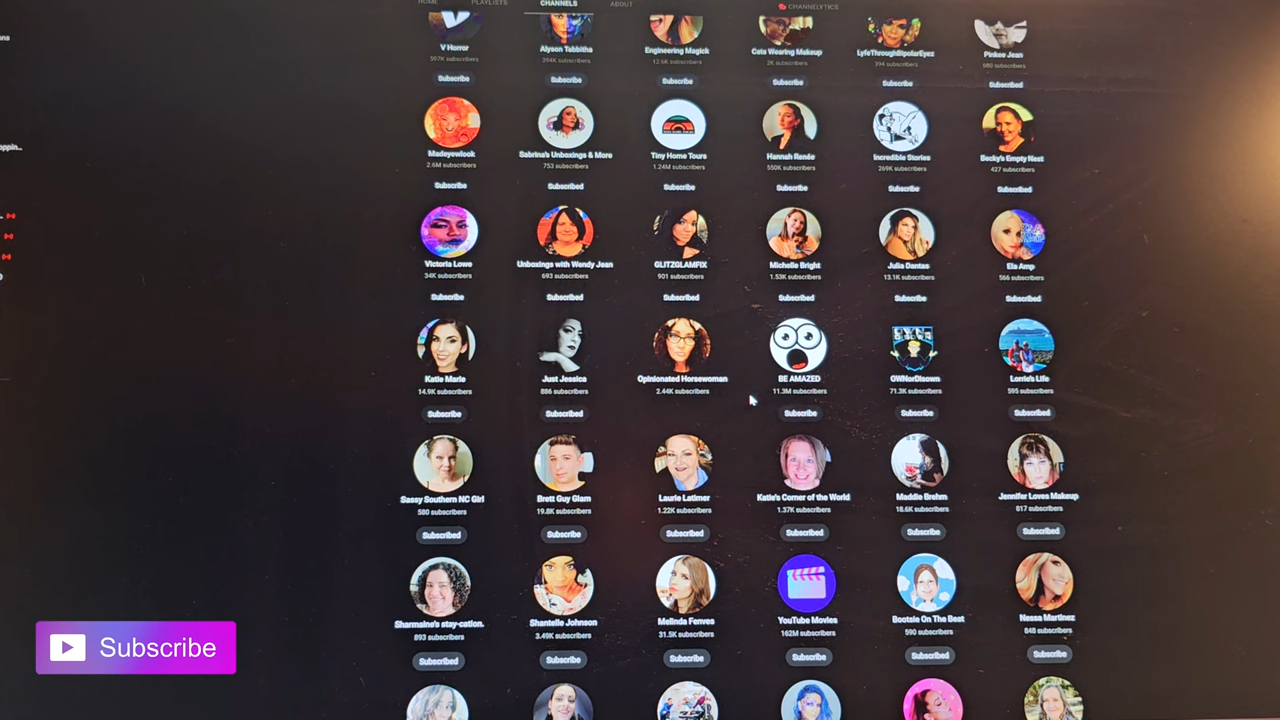 HOME PLAYLISTS CHANNELS ABOUT CHANNELYTICS
V Horror Alyson Tabbitha Engineering Magick Cats Wearing Makeup LyfeThroughBipolarEyez Pinkee Jean
597K subscribers 394K subscribers 12.6K subscribers 2K subscribers 394 subscribers 680 subscribers
Subscribe Subscribe Subscribe Subscribe Subscribe Subscribed
Madeyewlook Sabrina's Unboxings & More Tiny Home Tours Hannah Renée Incredible Stories Becky's Empty Nest
2.6M subscribers 753 subscribers 1.24M subscribers 550K subscribers 269K subscribers 427 subscribers
Subscribe Subscribed Subscribe Subscribe Subscribe Subscribed
Victoria Lowe Unboxings with Wendy Jean GLITZGLAMFIX Michelle Bright Julia Dantas Ela Amp
34K subscribers 693 subscribers 901 subscribers 1.53K subscribers 13.1K subscribers 566 subscribers
Subscribe Subscribed Subscribed Subscribed Subscribe Subscribed
Katie Marie Just Jessica Opinionated Horsewoman BE AMAZED OWNorDisown Lorrie's Life
14.9K subscribers 886 subscribers 2.44K subscribers 11.3M subscribers 71.3K subscribers 595 subscribers
Subscribe Subscribed Subscribe Subscribe Subscribed
Sassy Southern NC Girl Brett Guy Glam Laurie Latimer Katie's Corner of the World Maddie Brehm Jennifer Loves Makeup
580 subscribers 19.8K subscribers 1.22K subscribers 1.37K subscribers 18.6K subscribers 817 subscribers
Subscribed Subscribe Subscribed Subscribed Subscribe Subscribed
Sharmaine's stay-cation. Shantelle Johnson Melinda Fenves YouTube Movies Bootsie On The Beat Nessa Martinez
893 subscribers 3.49K subscribers 31.5K subscribers 162M subscribers 590 subscribers 848 subscribers
Subscribed Subscribe Subscribe Subscribe Subscribed Subscribe
Subscribe